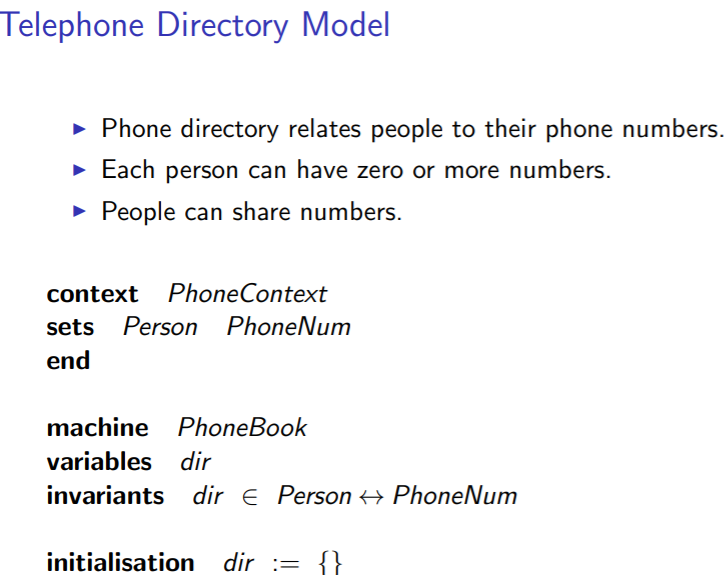 Telephone Directory Model
▶ Phone directory relates people to their phone numbers.
▶ Each person can have zero or more numbers.
▶ People can share numbers.
context PhoneContext
sets Person PhoneNum
end
machine PhoneBook
variables dir
invariants dir ∈ Person ↔ PhoneNum
initialisation dir := {}